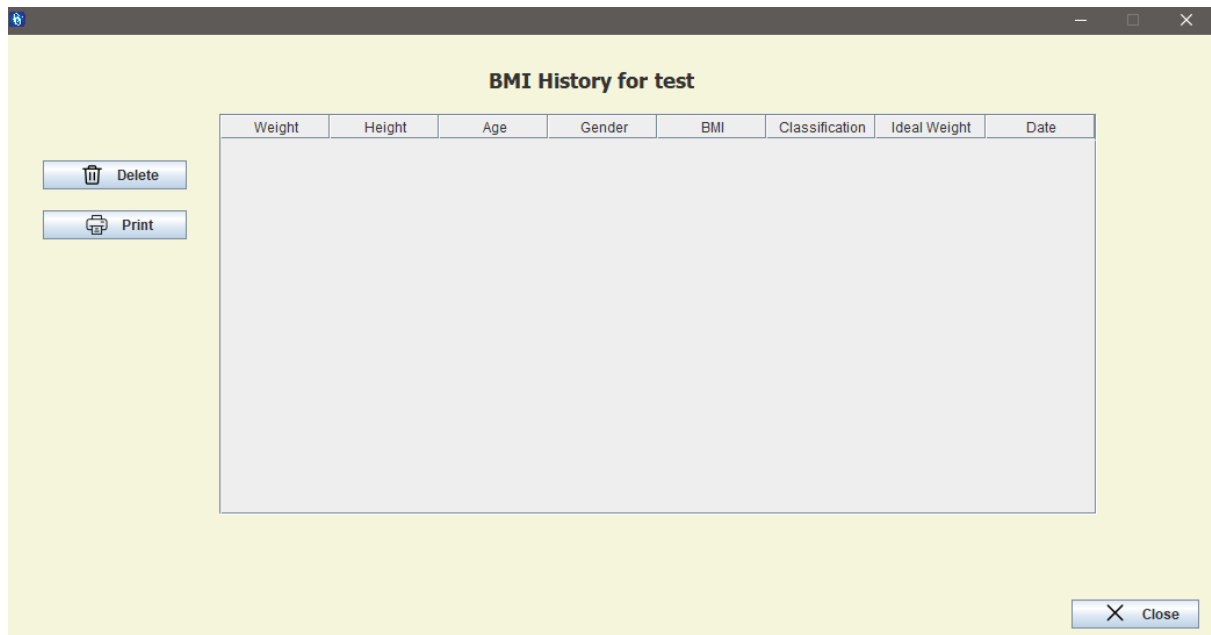 BMI History for test
Weight Height Age Gender BMI Classification Ideal Weight Date
Delete
Print
Close